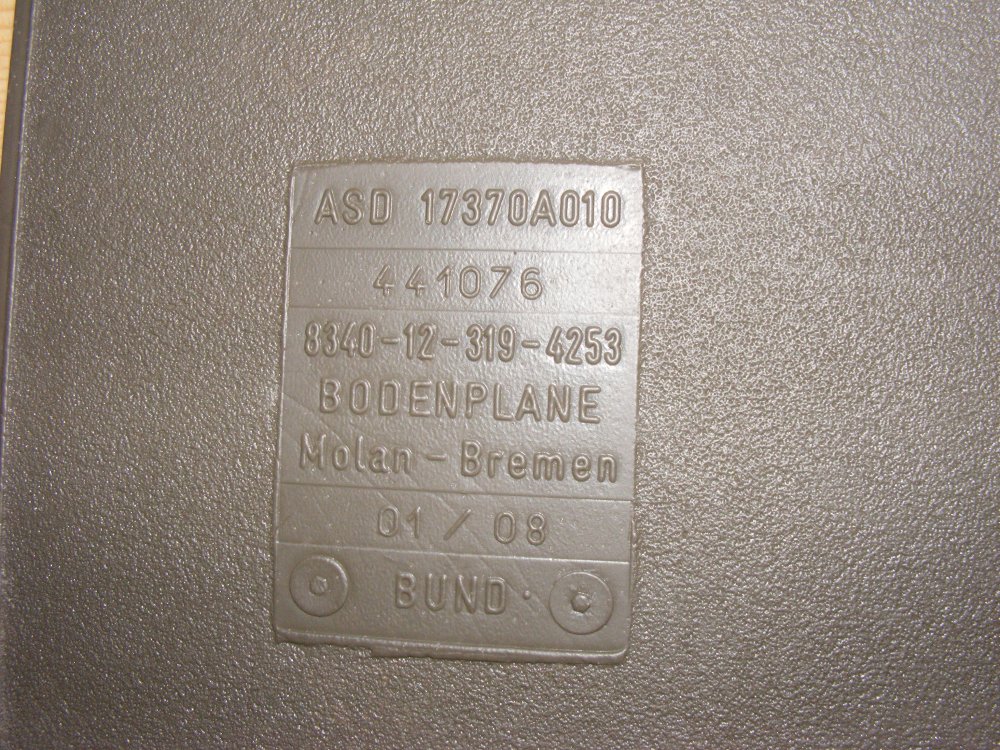 ASD 17370A010
441076
8340-12-319-4253
BODENPLANE
Molan-Bremen
01/08
BUND